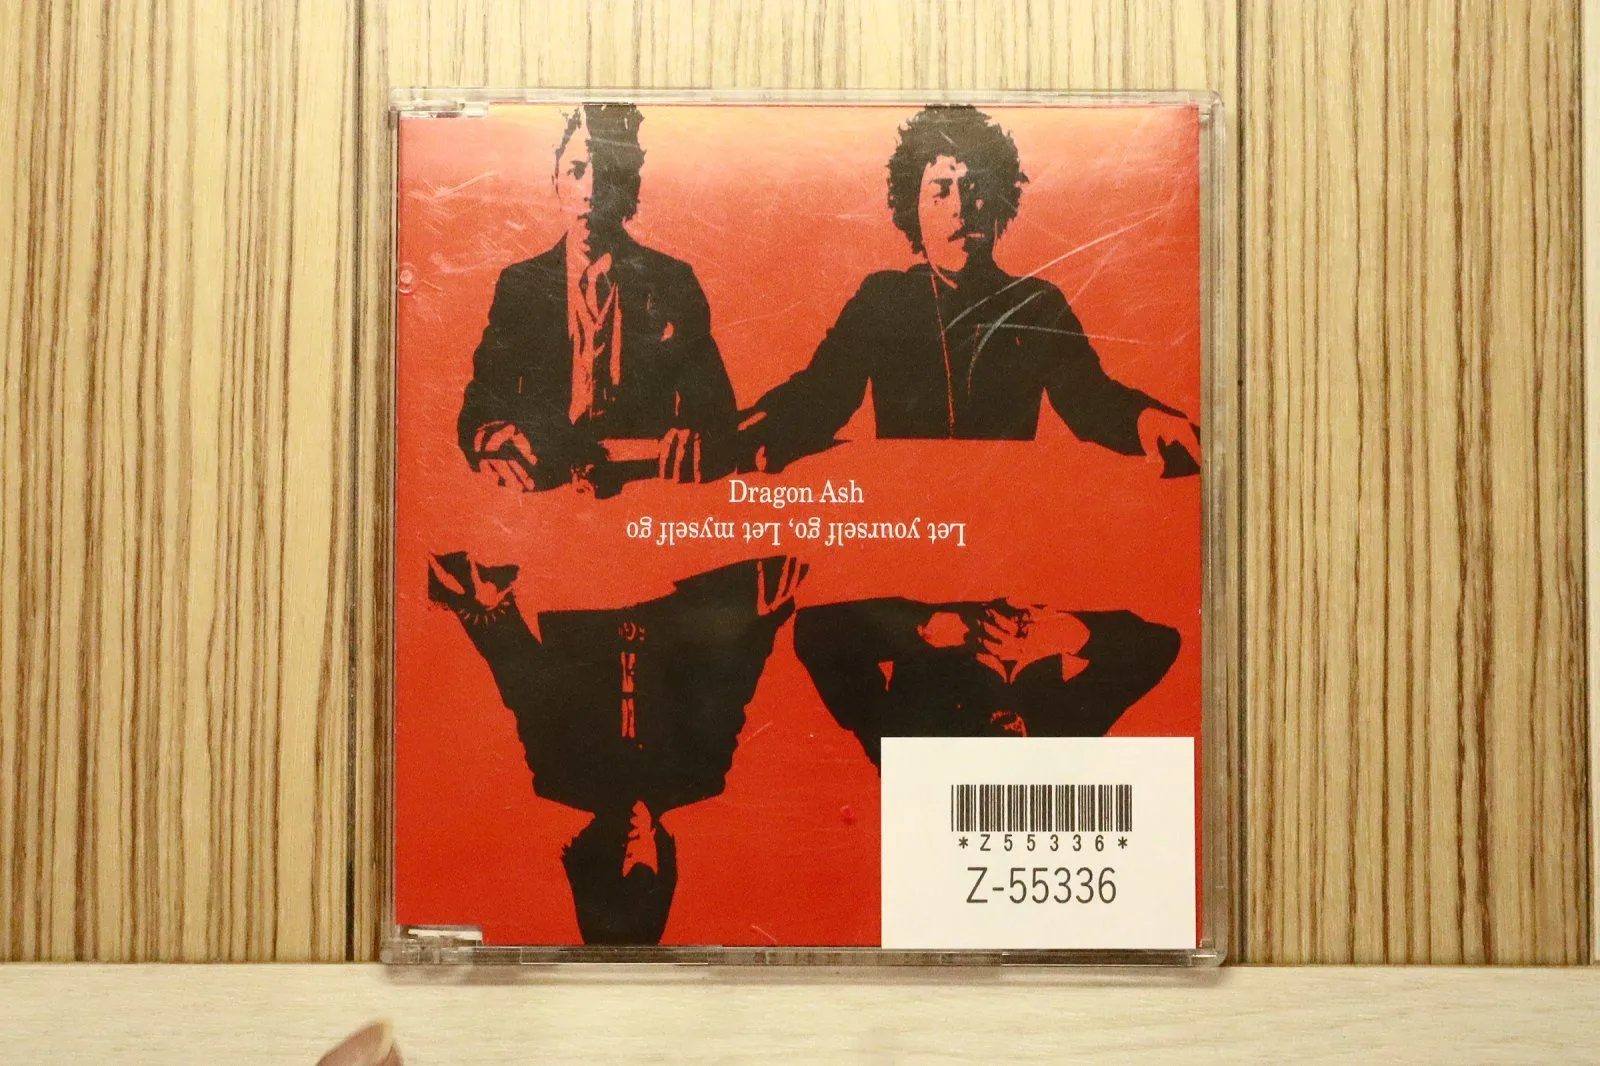 Dragon Ash
Let yourself go, Let myself go
*Z55336*
Z-55336